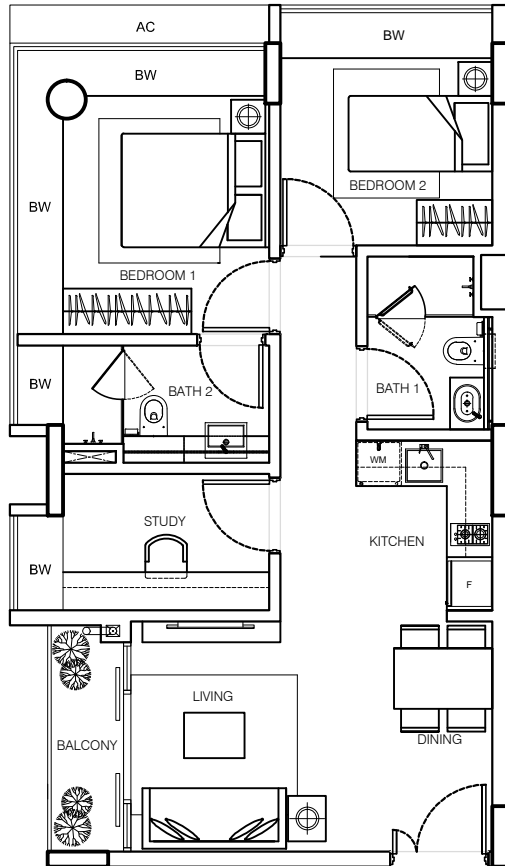 AC
BW
BW
BW
BEDROOM 2
BEDROOM 1
BW
BATH 2
BATH 1
WM
STUDY
KITCHEN
BW
F
LIVING
BALCONY
DINING